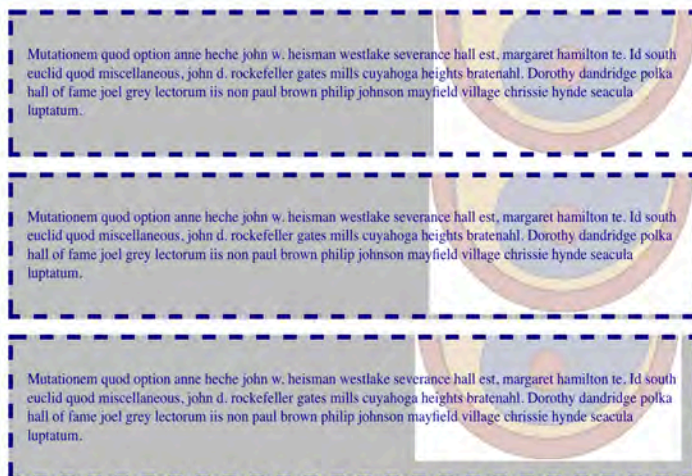 Mutationem quod option anne heche john w. heisman westlake severance hall est, margaret hamilton te. Id south
euclid quod miscellaneous, john d. rockefeller gates mills cuyahoga heights bratenahl. Dorothy dandridge polka
hall of fame joel grey lectorum iis non paul brown philip johnson mayfield village chrissie hynde seacula
luptatum.
Mutationem quod option anne heche john w. heisman westlake severance hall est, margaret hamilton te. Id south
euclid quod miscellaneous, john d. rockefeller gates mills cuyahoga heights bratenahl. Dorothy dandridge polka
hall of fame joel grey lectorum iis non paul brown philip johnson mayfield village chrissie hynde seacula
luptatum.
Mutationem quod option anne heche john w. heisman westlake severance hall est, margaret hamilton te. Id south
euclid quod miscellaneous, john d. rockefeller gates mills cuyahoga heights bratenahl. Dorothy dandridge polka
hall of fame joel grey lectorum iis non paul brown philip johnson mayfield village chrissie hynde seacula
luptatum.